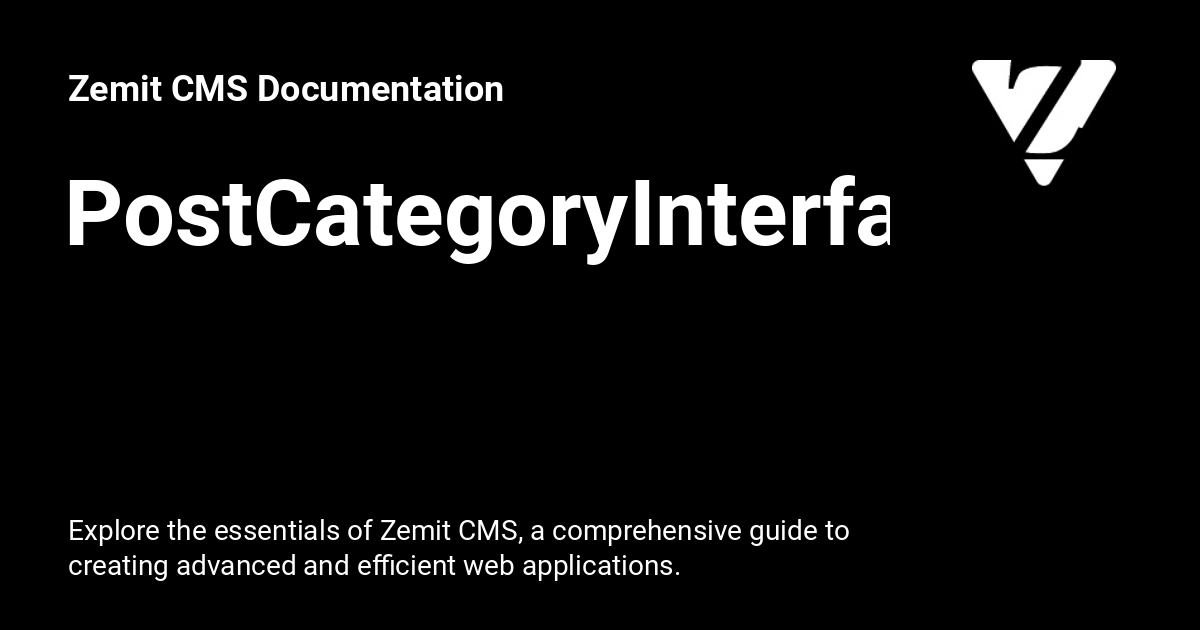 Zemit CMS Documentation
PostCategoryInterfa
Explore the essentials of Zemit CMS, a comprehensive guide to
creating advanced and efficient web applications.